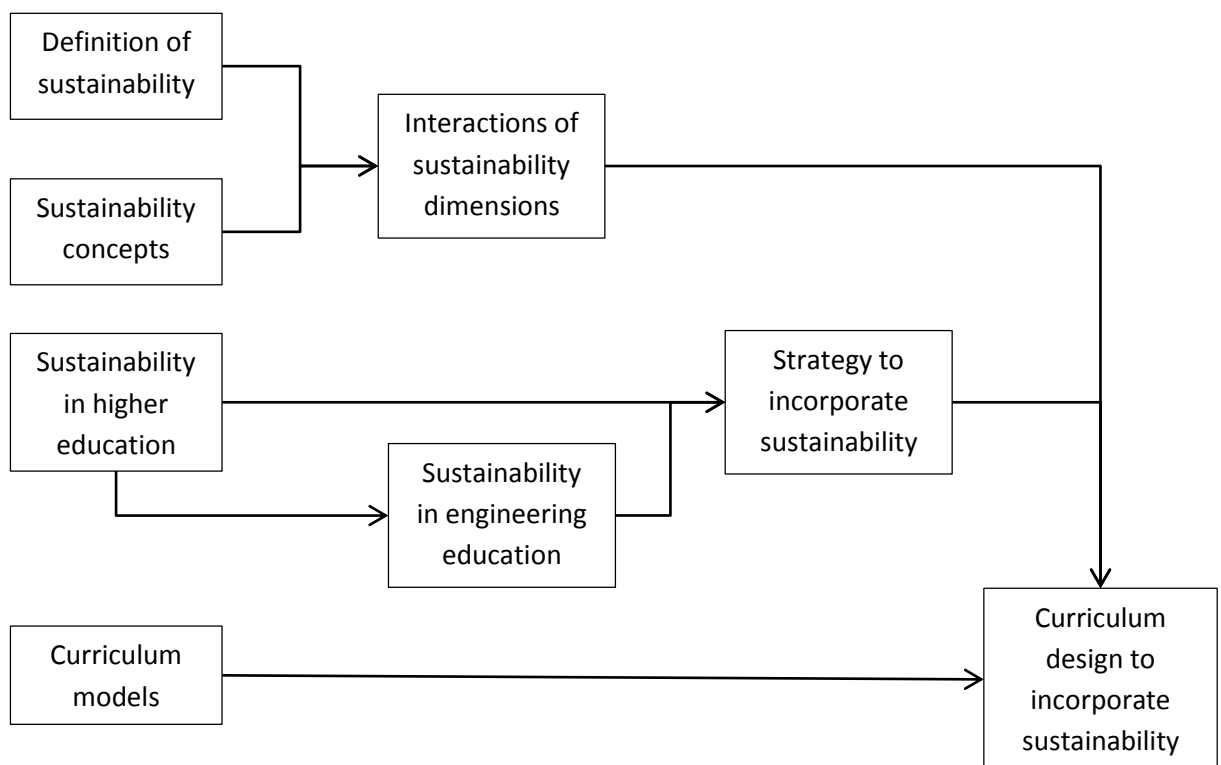 Definition of
sustainability
Interactions of
sustainability
dimensions
Sustainability
concepts
Sustainability
in higher
education
Strategy to
incorporate
sustainability
Sustainability
in engineering
education
Curriculum
models
Curriculum
design to
incorporate
sustainability